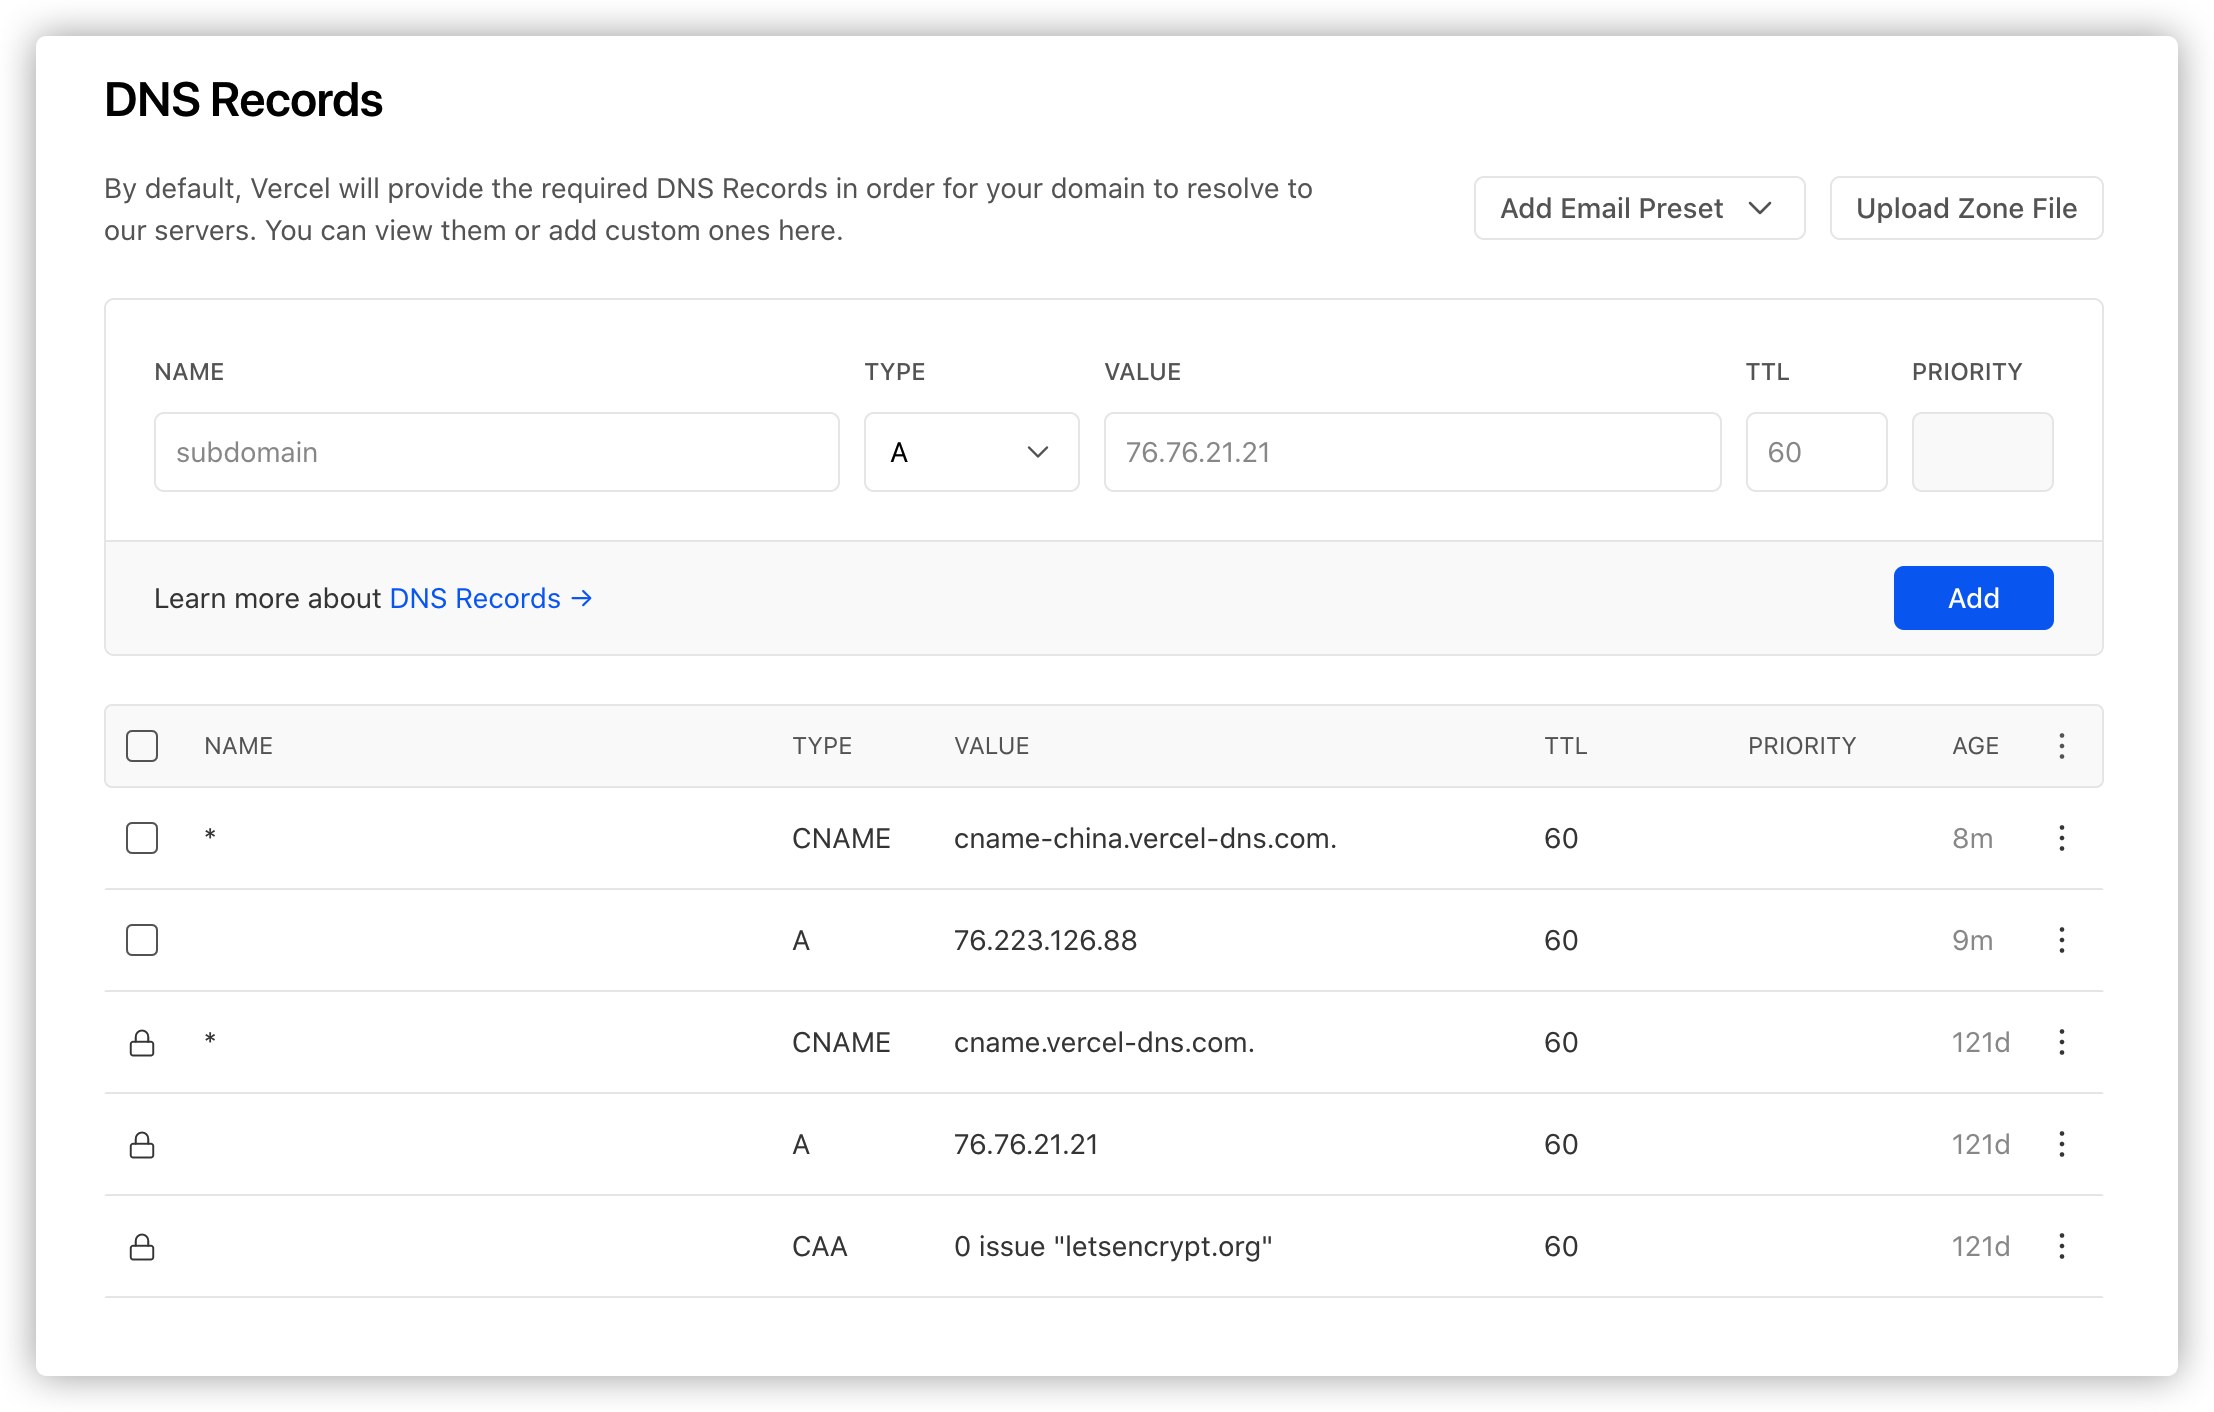 DNS Records
By default, Vercel will provide the required DNS Records in order for your domain to resolve to
our servers. You can view them or add custom ones here.
Add Email Preset
Upload Zone File
NAME TYPE VALUE TTL PRIORITY
subdomain A 76.76.21.21 60
Learn more about DNS Records →
Add
NAME TYPE VALUE TTL PRIORITY AGE
* CNAME cname-china.vercel-dns.com. 60 8m
A 76.223.126.88 60 9m
* CNAME cname.vercel-dns.com. 60 121d
A 76.76.21.21 60 121d
CAA 0 issue "letsencrypt.org" 60 121d